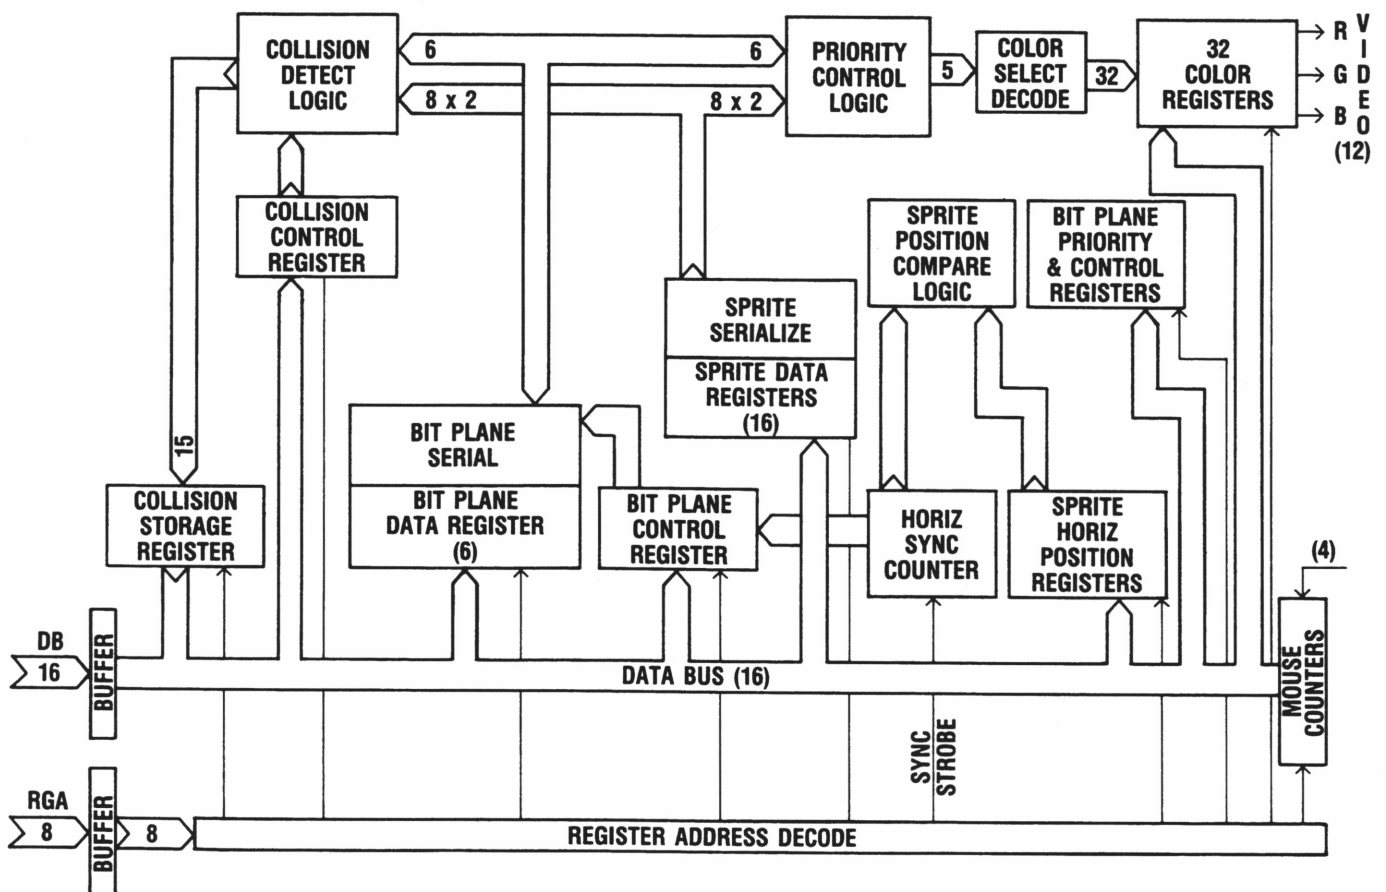 COLLISION
DETECT
LOGIC
6
6
8 x 2
8 x 2
PRIORITY
CONTROL
LOGIC
5
COLOR
SELECT
DECODE
32
32
COLOR
REGISTERS
R
G
B
VIDEO
(12)
COLLISION
CONTROL
REGISTER
SPRITE
POSITION
COMPARE
LOGIC
BIT PLANE
PRIORITY
& CONTROL
REGISTERS
SPRITE
SERIALIZE
SPRITE DATA
REGISTERS
(16)
15
BIT PLANE
SERIAL
BIT PLANE
DATA REGISTER
(6)
COLLISION
STORAGE
REGISTER
BIT PLANE
CONTROL
REGISTER
HORIZ
SYNC
COUNTER
SPRITE
HORIZ
POSITION
REGISTERS
(4)
DB
16
BUFFER
DATA BUS (16)
MOUSE
COUNTERS
SYNC
STROBE
RGA
8
BUFFER
8
REGISTER ADDRESS DECODE